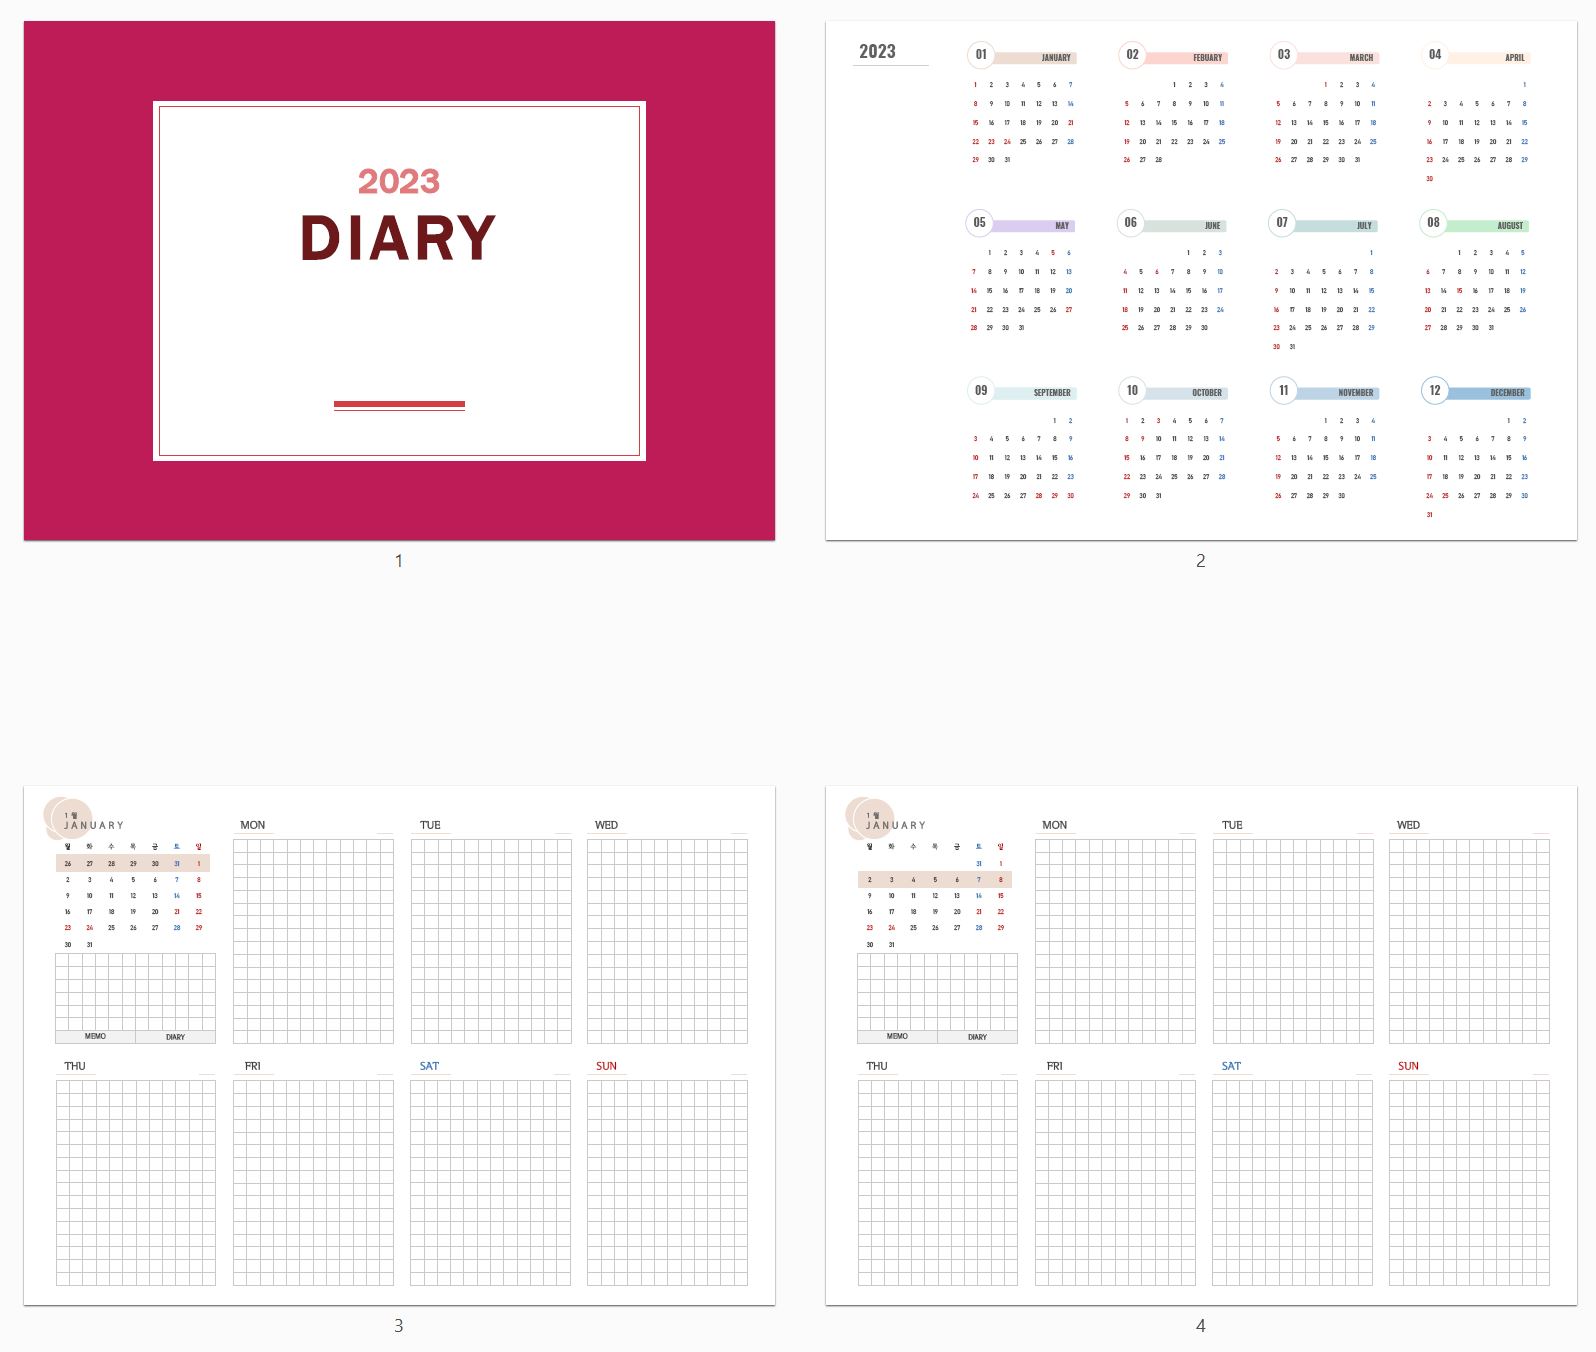 2023
DIARY
1
2023
01 JANUARY
1 2 3 4 5 6 7
8 9 10 11 12 13 14
15 16 17 18 19 20 21
22 23 24 25 26 27 28
29 30 31
02 FEBUARY
1 2 3 4
5 6 7 8 9 10 11
12 13 14 15 16 17 18
19 20 21 22 23 24 25
26 27 28
03 MARCH
1 2 3 4
5 6 7 8 9 10 11
12 13 14 15 16 17 18
19 20 21 22 23 24 25
26 27 28 29 30 31
04 APRIL
1
2 3 4 5 6 7 8
9 10 11 12 13 14 15
16 17 18 19 20 21 22
23 24 25 26 27 28 29
30
05 MAY
1 2 3 4 5 6
7 8 9 10 11 12 13
14 15 16 17 18 19 20
21 22 23 24 25 26 27
28 29 30 31
06 JUNE
1 2 3
4 5 6 7 8 9 10
11 12 13 14 15 16 17
18 19 20 21 22 23 24
25 26 27 28 29 30
07 JULY
1
2 3 4 5 6 7 8
9 10 11 12 13 14 15
16 17 18 19 20 21 22
23 24 25 26 27 28 29
30 31
08 AUGUST
1 2 3 4 5
6 7 8 9 10 11 12
13 14 15 16 17 18 19
20 21 22 23 24 25 26
27 28 29 30 31
09 SEPTEMBER
1 2
3 4 5 6 7 8 9
10 11 12 13 14 15 16
17 18 19 20 21 22 23
24 25 26 27 28 29 30
10 OCTOBER
1 2 3 4 5 6 7
8 9 10 11 12 13 14
15 16 17 18 19 20 21
22 23 24 25 26 27 28
29 30 31
11 NOVEMBER
1 2 3 4
5 6 7 8 9 10 11
12 13 14 15 16 17 18
19 20 21 22 23 24 25
26 27 28 29 30
12 DECEMBER
1 2
3 4 5 6 7 8 9
10 11 12 13 14 15 16
17 18 19 20 21 22 23
24 25 26 27 28 29 30
31
2
1 월
JANUARY
월 화 수 목 금 토 일
26 27 28 29 30 31 1
2 3 4 5 6 7 8
9 10 11 12 13 14 15
16 17 18 19 20 21 22
23 24 25 26 27 28 29
30 31
MEMO DIARY
MON TUE WED
THU FRI SAT SUN
3
1 월
JANUARY
월 화 수 목 금 토 일
31 1
2 3 4 5 6 7 8
9 10 11 12 13 14 15
16 17 18 19 20 21 22
23 24 25 26 27 28 29
30 31
MEMO DIARY
MON TUE WED
THU FRI SAT SUN
4